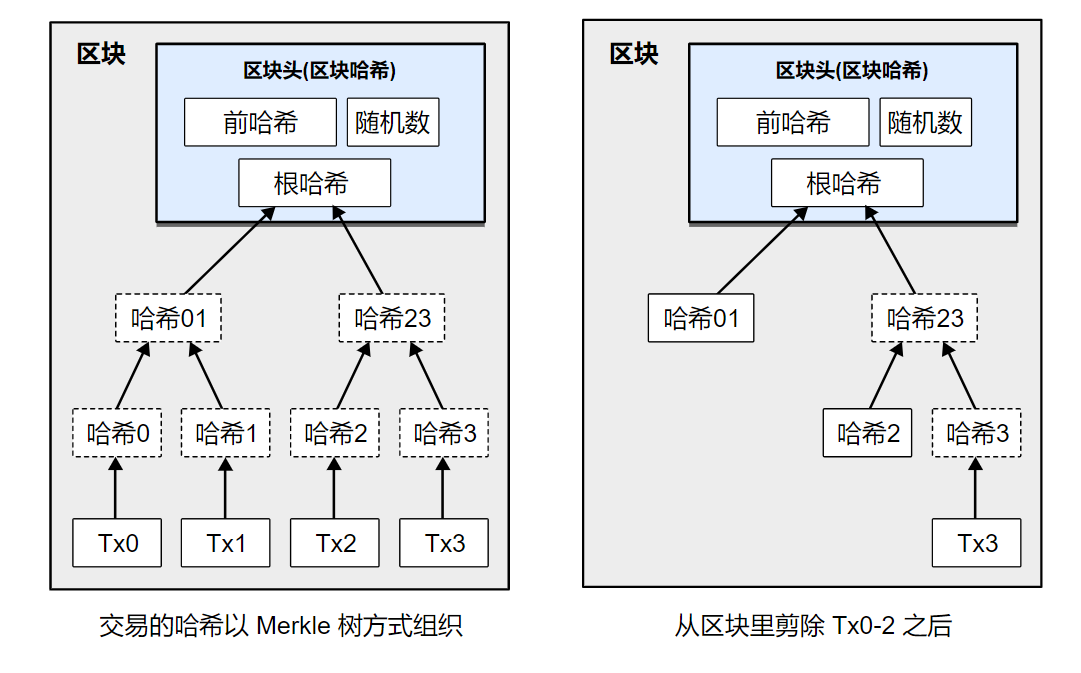 区块
区块头(区块哈希)
前哈希
随机数
根哈希
哈希01
哈希23
哈希0
哈希1
哈希2
哈希3
Tx0
Tx1
Tx2
Tx3
交易的哈希以 Merkle 树方式组织
区块
区块头(区块哈希)
前哈希
随机数
根哈希
哈希01
哈希23
哈希2
哈希3
Tx3
从区块里剪除 Tx0-2 之后